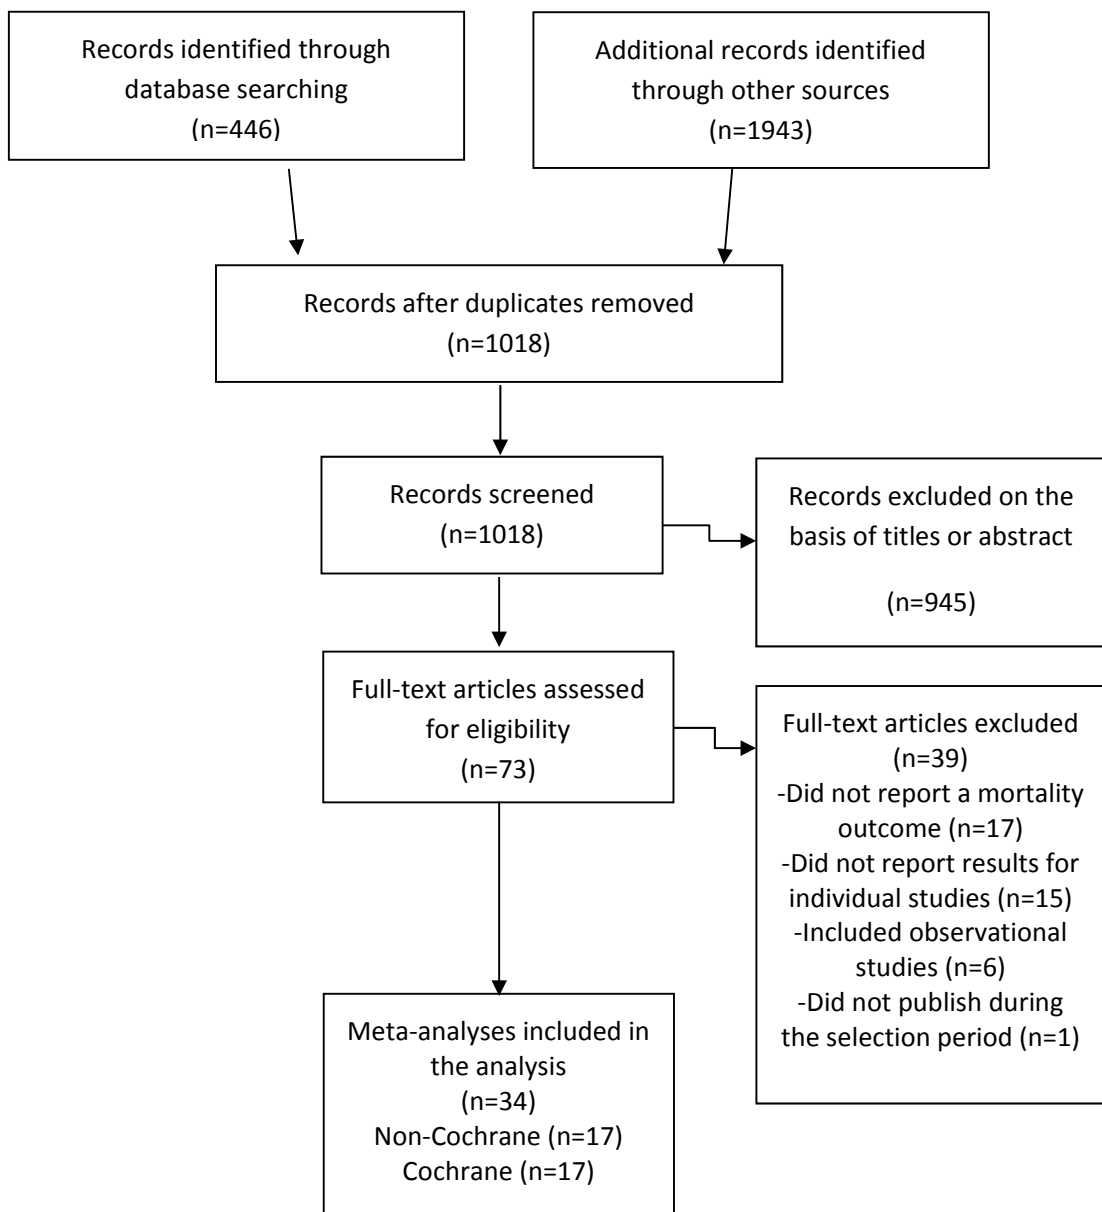 Records identified through
database searching
(n=446)
Additional records identified
through other sources
(n=1943)
Records after duplicates removed
(n=1018)
Records screened
(n=1018)
Records excluded on the
basis of titles or abstract
(n=945)
Full-text articles assessed
for eligibility
(n=73)
Full-text articles excluded
(n=39)
-Did not report a mortality
outcome (n=17)
-Did not report results for
individual studies (n=15)
-Included observational
studies (n=6)
-Did not publish during
the selection period (n=1)
Meta-analyses included in
the analysis
(n=34)
Non-Cochrane (n=17)
Cochrane (n=17)